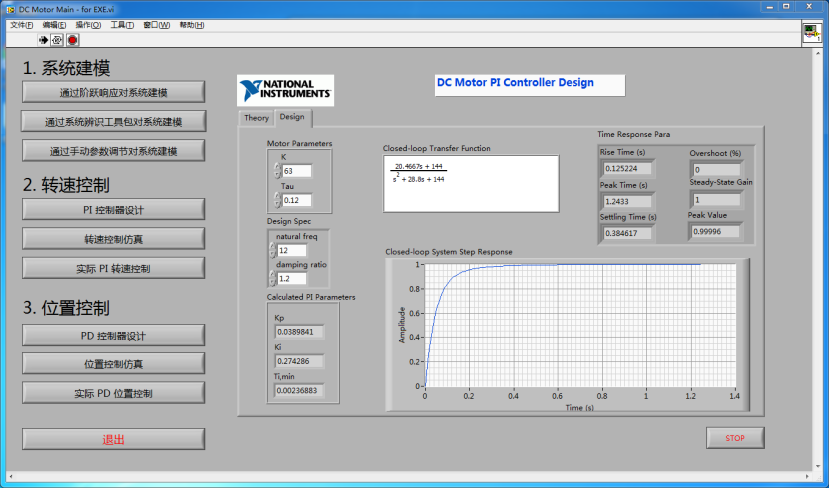 DC Motor Main - for EXE.vi
文件(F) 编辑(E) 操作(O) 工具(T) 窗口(W) 帮助(H)
1. 系统建模
通过阶跃响应对系统建模
通过系统辨识工具包对系统建模
通过手动参数调节对系统建模
2. 转速控制
PI 控制器设计
转速控制仿真
实际 PI 转速控制
3. 位置控制
PD 控制器设计
位置控制仿真
实际 PD 位置控制
退出
NATIONAL
INSTRUMENTS
DC Motor PI Controller Design
Theory Design
Motor Parameters
K
63
Tau
0.12
Design Spec
natural freq
12
damping ratio
1.2
Calculated PI Parameters
Kp
0.0389841
Ki
0.274286
Ti,min
0.00236883
Closed-loop Transfer Function
20.4667s + 144
s² + 28.8s + 144
Time Response Para
Rise Time (s)
0.125224
Peak Time (s)
1.2433
Settling Time (s)
0.384617
Overshoot (%)
0
Steady-State Gain
1
Peak Value
0.99996
Closed-loop System Step Response
Amplitude
1
0.8
0.6
0.4
0.2
0
0 0.2 0.4 0.6 0.8 1 1.2 1.4
Time (s)
STOP